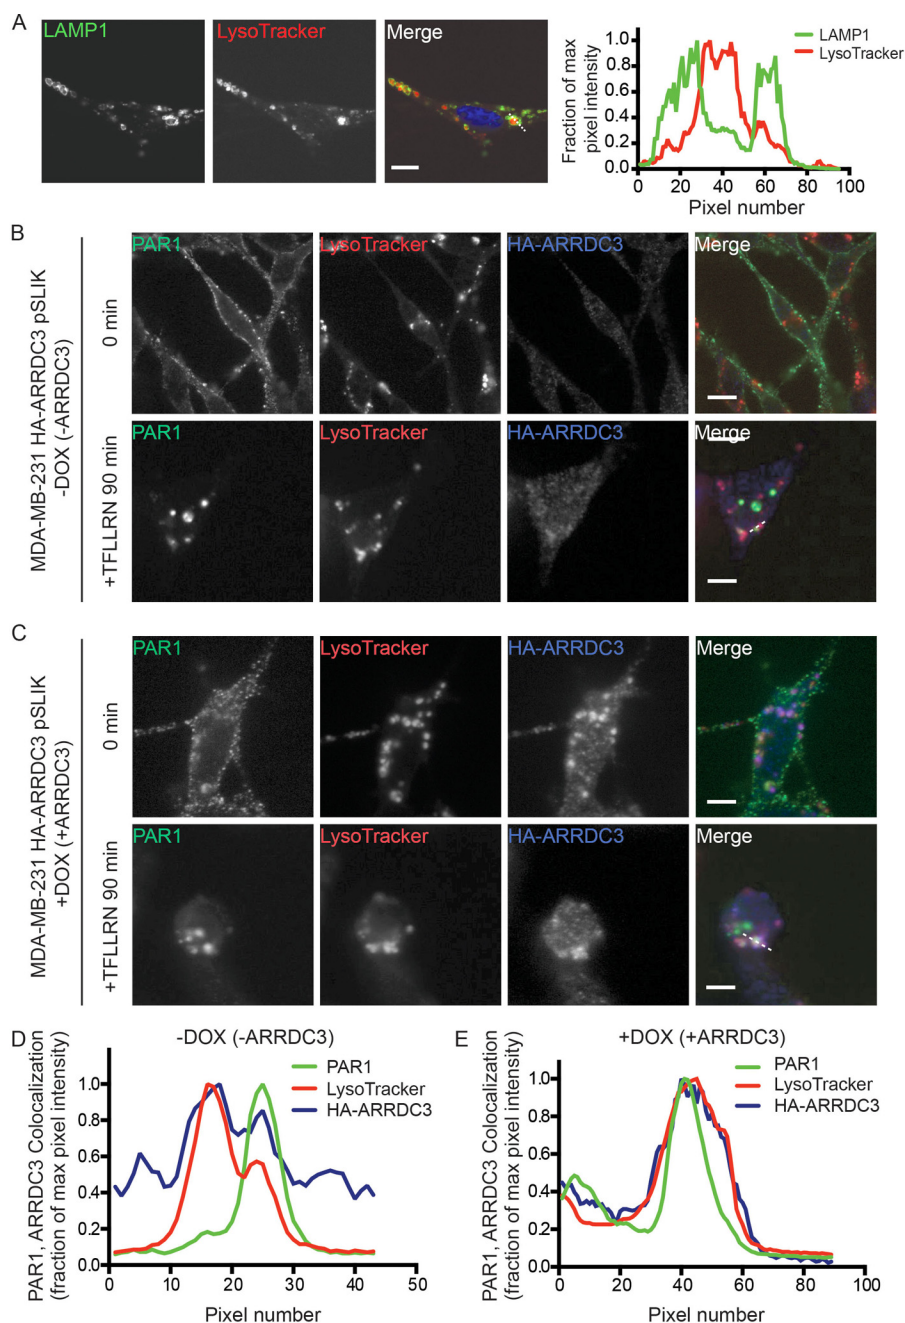 A
LAMP1
LysoTracker
Merge
Fraction of max
pixel intensity
1.0
0.8
0.6
0.4
0.2
0.0
0 20 40 60 80 100
Pixel number
LAMP1
LysoTracker
B
MDA-MB-231 HA-ARRDC3 pSLIK
-DOX (-ARRDC3)
0 min
PAR1
LysoTracker
HA-ARRDC3
Merge
+TFLLRN 90 min
PAR1
LysoTracker
HA-ARRDC3
Merge
C
MDA-MB-231 HA-ARRDC3 pSLIK
+DOX (+ARRDC3)
0 min
PAR1
LysoTracker
HA-ARRDC3
Merge
+TFLLRN 90 min
PAR1
LysoTracker
HA-ARRDC3
Merge
D
-DOX (-ARRDC3)
PAR1, ARRDC3 Colocalization
(fraction of max pixel intensity)
PAR1
LysoTracker
HA-ARRDC3
1.0
0.8
0.6
0.4
0.2
0.0
0 10 20 30 40 50
Pixel number
E
+DOX (+ARRDC3)
PAR1, ARRDC3 Colocalization
(fraction of max pixel intensity)
PAR1
LysoTracker
HA-ARRDC3
1.0
0.8
0.6
0.4
0.2
0.0
0 20 40 60 80 100
Pixel number